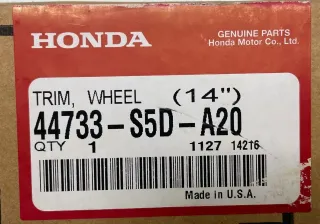 HONDA
GENUINE PARTS
Honda Motor Co., Ltd.
TRIM, WHEEL (14")
44733-S5D-A20
QTY 1 1127 14216
Made in U.S.A.